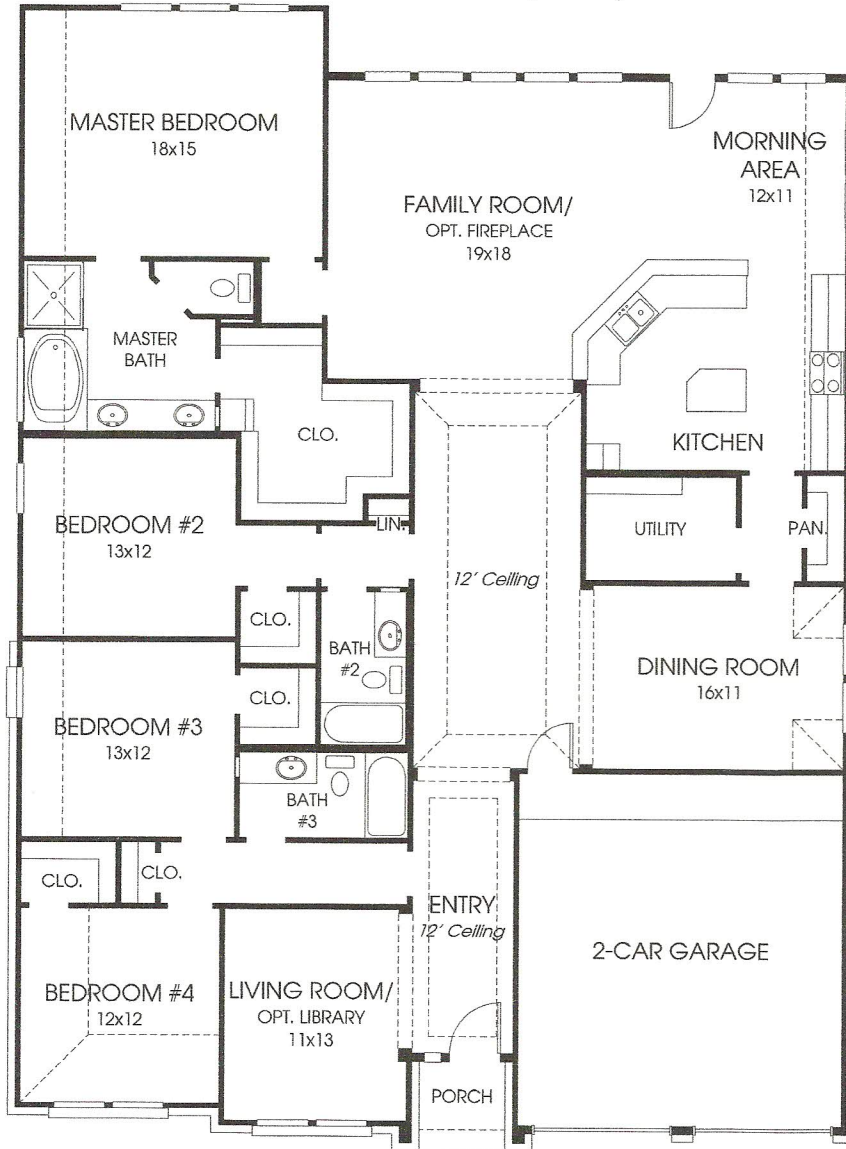 MASTER BEDROOM
18x15
MORNING
AREA
12x11
FAMILY ROOM/
OPT. FIREPLACE
19x18
MASTER
BATH
CLO.
KITCHEN
BEDROOM #2
13x12
LIN.
UTILITY
PAN.
12' Ceiling
CLO.
BATH
#2
DINING ROOM
16x11
CLO.
BEDROOM #3
13x12
BATH
#3
CLO.
CLO.
ENTRY
12' Ceiling
2-CAR GARAGE
BEDROOM #4
12x12
LIVING ROOM/
OPT. LIBRARY
11x13
PORCH